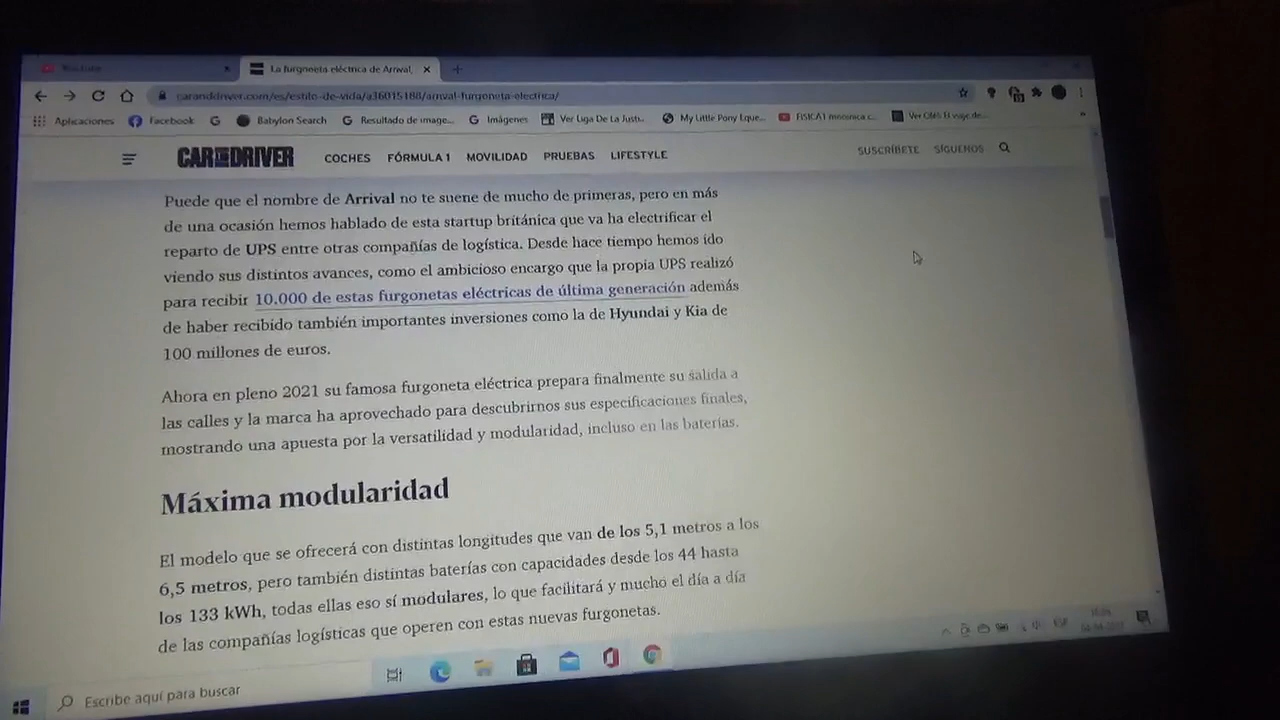 YouTube
La furgoneta eléctrica de Arrival,
caranddriver.com/es/estilo-de-vida/a36015188/arrival-furgoneta-electrica/
Aplicaciones Facebook Babylon Search Resultado de image... Imágenes Ver Liga De La Justi... My Little Pony Eque...
CAR AND DRIVER COCHES FÓRMULA 1 MOVILIDAD PRUEBAS LIFESTYLE SUSCRÍBETE SÍGUENOS
Puede que el nombre de Arrival no te suene de mucho de primeras, pero en más
de una ocasión hemos hablado de esta startup británica que va ha electrificar el
reparto de UPS entre otras compañías de logística. Desde hace tiempo hemos ido
viendo sus distintos avances, como el ambicioso encargo que la propia UPS realizó
para recibir 10.000 de estas furgonetas eléctricas de última generación además
de haber recibido también importantes inversiones como la de Hyundai y Kia de
100 millones de euros.
Ahora en pleno 2021 su famosa furgoneta eléctrica prepara finalmente su salida a
las calles y la marca ha aprovechado para descubrirnos sus especificaciones finales,
mostrando una apuesta por la versatilidad y modularidad, incluso en las baterías.
Máxima modularidad
El modelo que se ofrecerá con distintas longitudes que van de los 5,1 metros a los
6,5 metros, pero también distintas baterías con capacidades desde los 44 hasta
los 133 kWh, todas ellas eso sí modulares, lo que facilitará y mucho el día a día
de las compañías logísticas que operen con estas nuevas furgonetas.
Escribe aquí para buscar